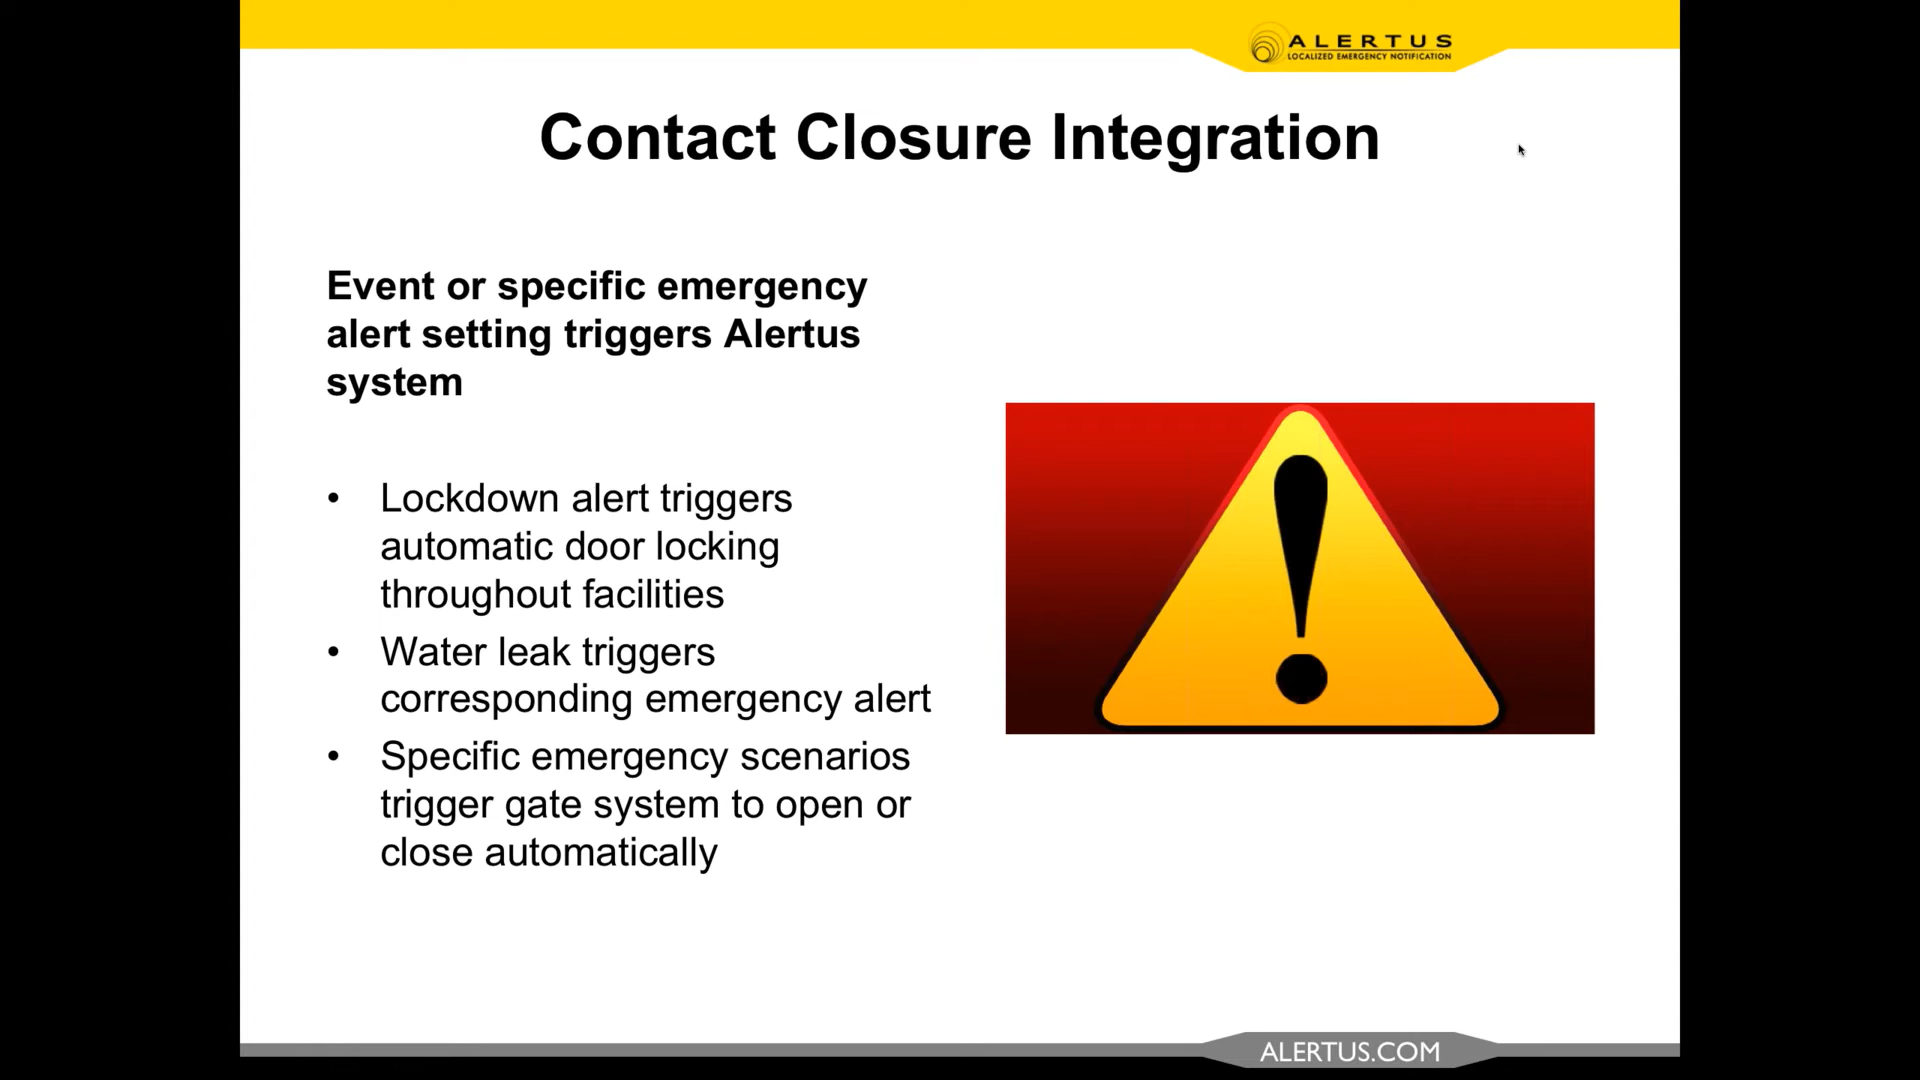 ALERTUS
LOCALIZED EMERGENCY NOTIFICATION
Contact Closure Integration
Event or specific emergency
alert setting triggers Alertus
system
• Lockdown alert triggers
automatic door locking
throughout facilities
• Water leak triggers
corresponding emergency alert
• Specific emergency scenarios
trigger gate system to open or
close automatically
ALERTUS.COM